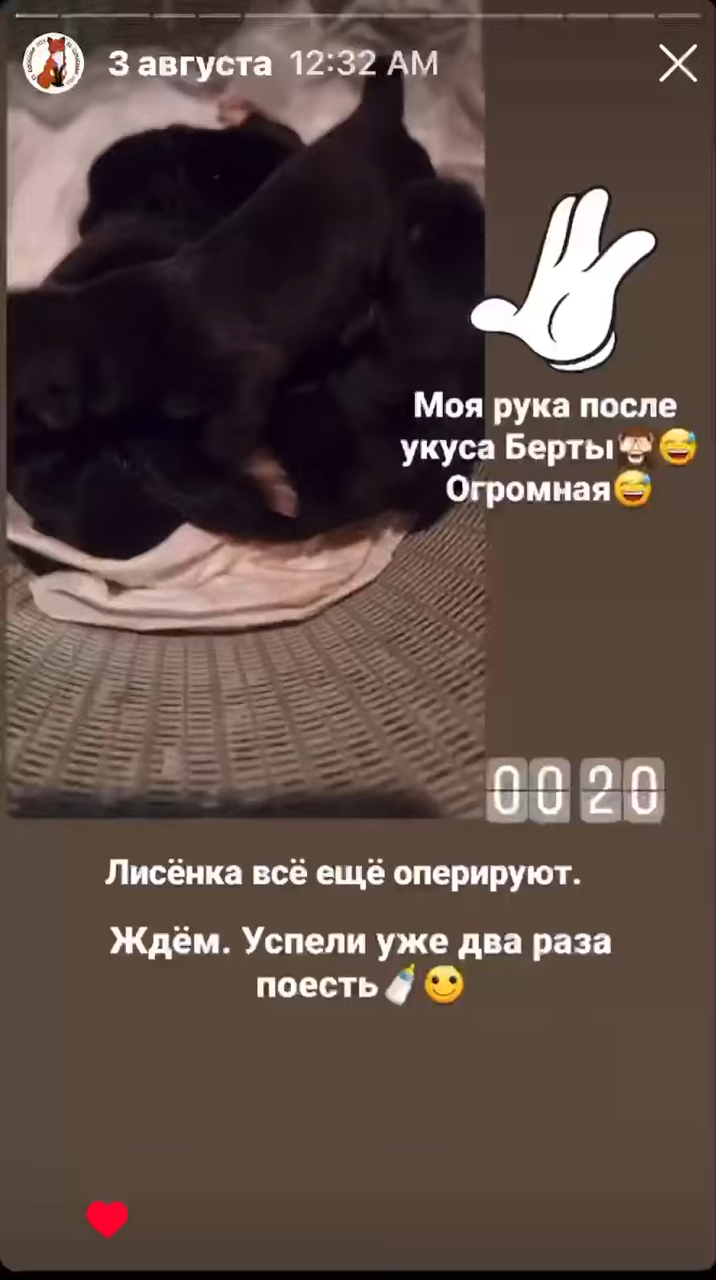 3 августа 12:32 AM
Моя рука после
укуса Берты🙈😅
Огромная😅
00 20
Лисёнка всё ещё оперируют.
Ждём. Успели уже два раза
поесть🍼🙂